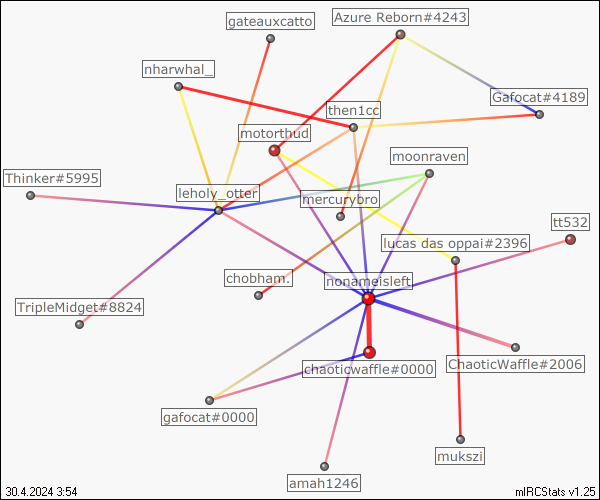 gateauxcatto
Azure Reborn#4243
nharwhal_
Gafocat#4189
then1cc
motorthud
moonraven
Thinker#5995
leholy_otter
mercurybro
tt532
lucas das oppai#2396
chobham.
nonameisleft
TripleMidget#8824
ChaoticWaffle#2006
chaoticwaffle#0000
gafocat#0000
mukszi
amah1246
30.4.2024 3:54
mIRCStats v1.25